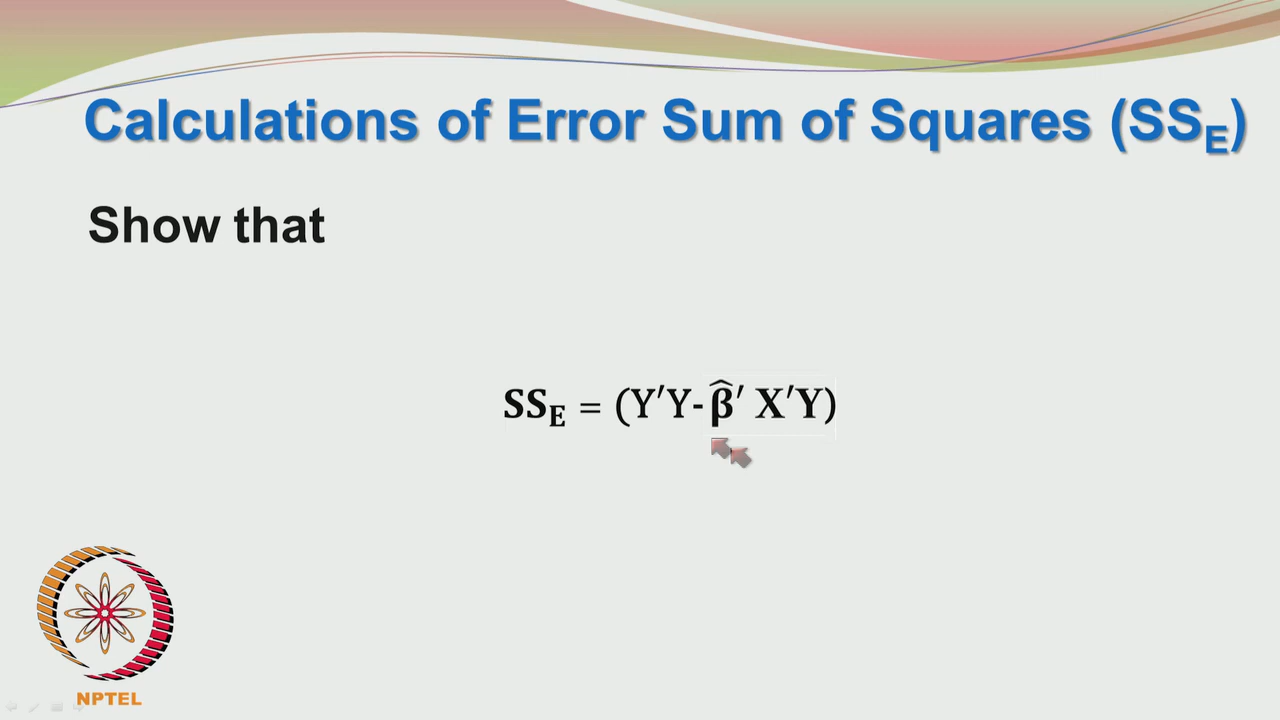 Calculations of Error Sum of Squares (SS_E)
Show that
SS_E = (Y′Y-β̂′ X′Y)
NPTEL